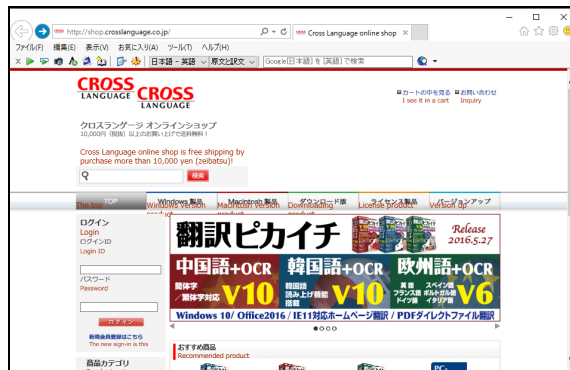 http://shop.crosslanguage.co.jp/
Cross Language online shop
ファイル(F) 編集(E) 表示(V) お気に入り(A) ツール(T) ヘルプ(H)
日本語 - 英語 原文と訳文 Google[日本語] を [英語] で検索
CROSS LANGUAGE
CROSS LANGUAGE
カートの中を見る お問い合わせ
I see it in a cart Inquiry
クロスランゲージ オンラインショップ
10,000円（税抜）以上のお買い上げで送料無料！
Cross Language online shop is free shipping by
purchase more than 10,000 yen (zeibatsu)!
検索
TOP Windows 製品 Macintosh 製品 ダウンロード版 ライセンス製品 バージョンアップ
The top Windows version product Macintosh version product Downloading product License product Version up
ログイン
Login
ログインID
Login ID
パスワード
Password
ログイン
新規会員登録はこちら
The new sign-in is this
商品カテゴリ
翻訳ピカイチ
Release
2016.5.27
中国語+OCR 韓国語+OCR 欧州語+OCR
簡体字
／繁体字対応 V10
韓国語
読み上げ機能
搭載 V10
英語 スペイン語
フランス語 ポルトガル語
ドイツ語 イタリア語 V6
Windows 10/ Office2016 / IE11対応ホームページ翻訳 / PDFダイレクトファイル翻訳
おすすめ商品
Recommended product